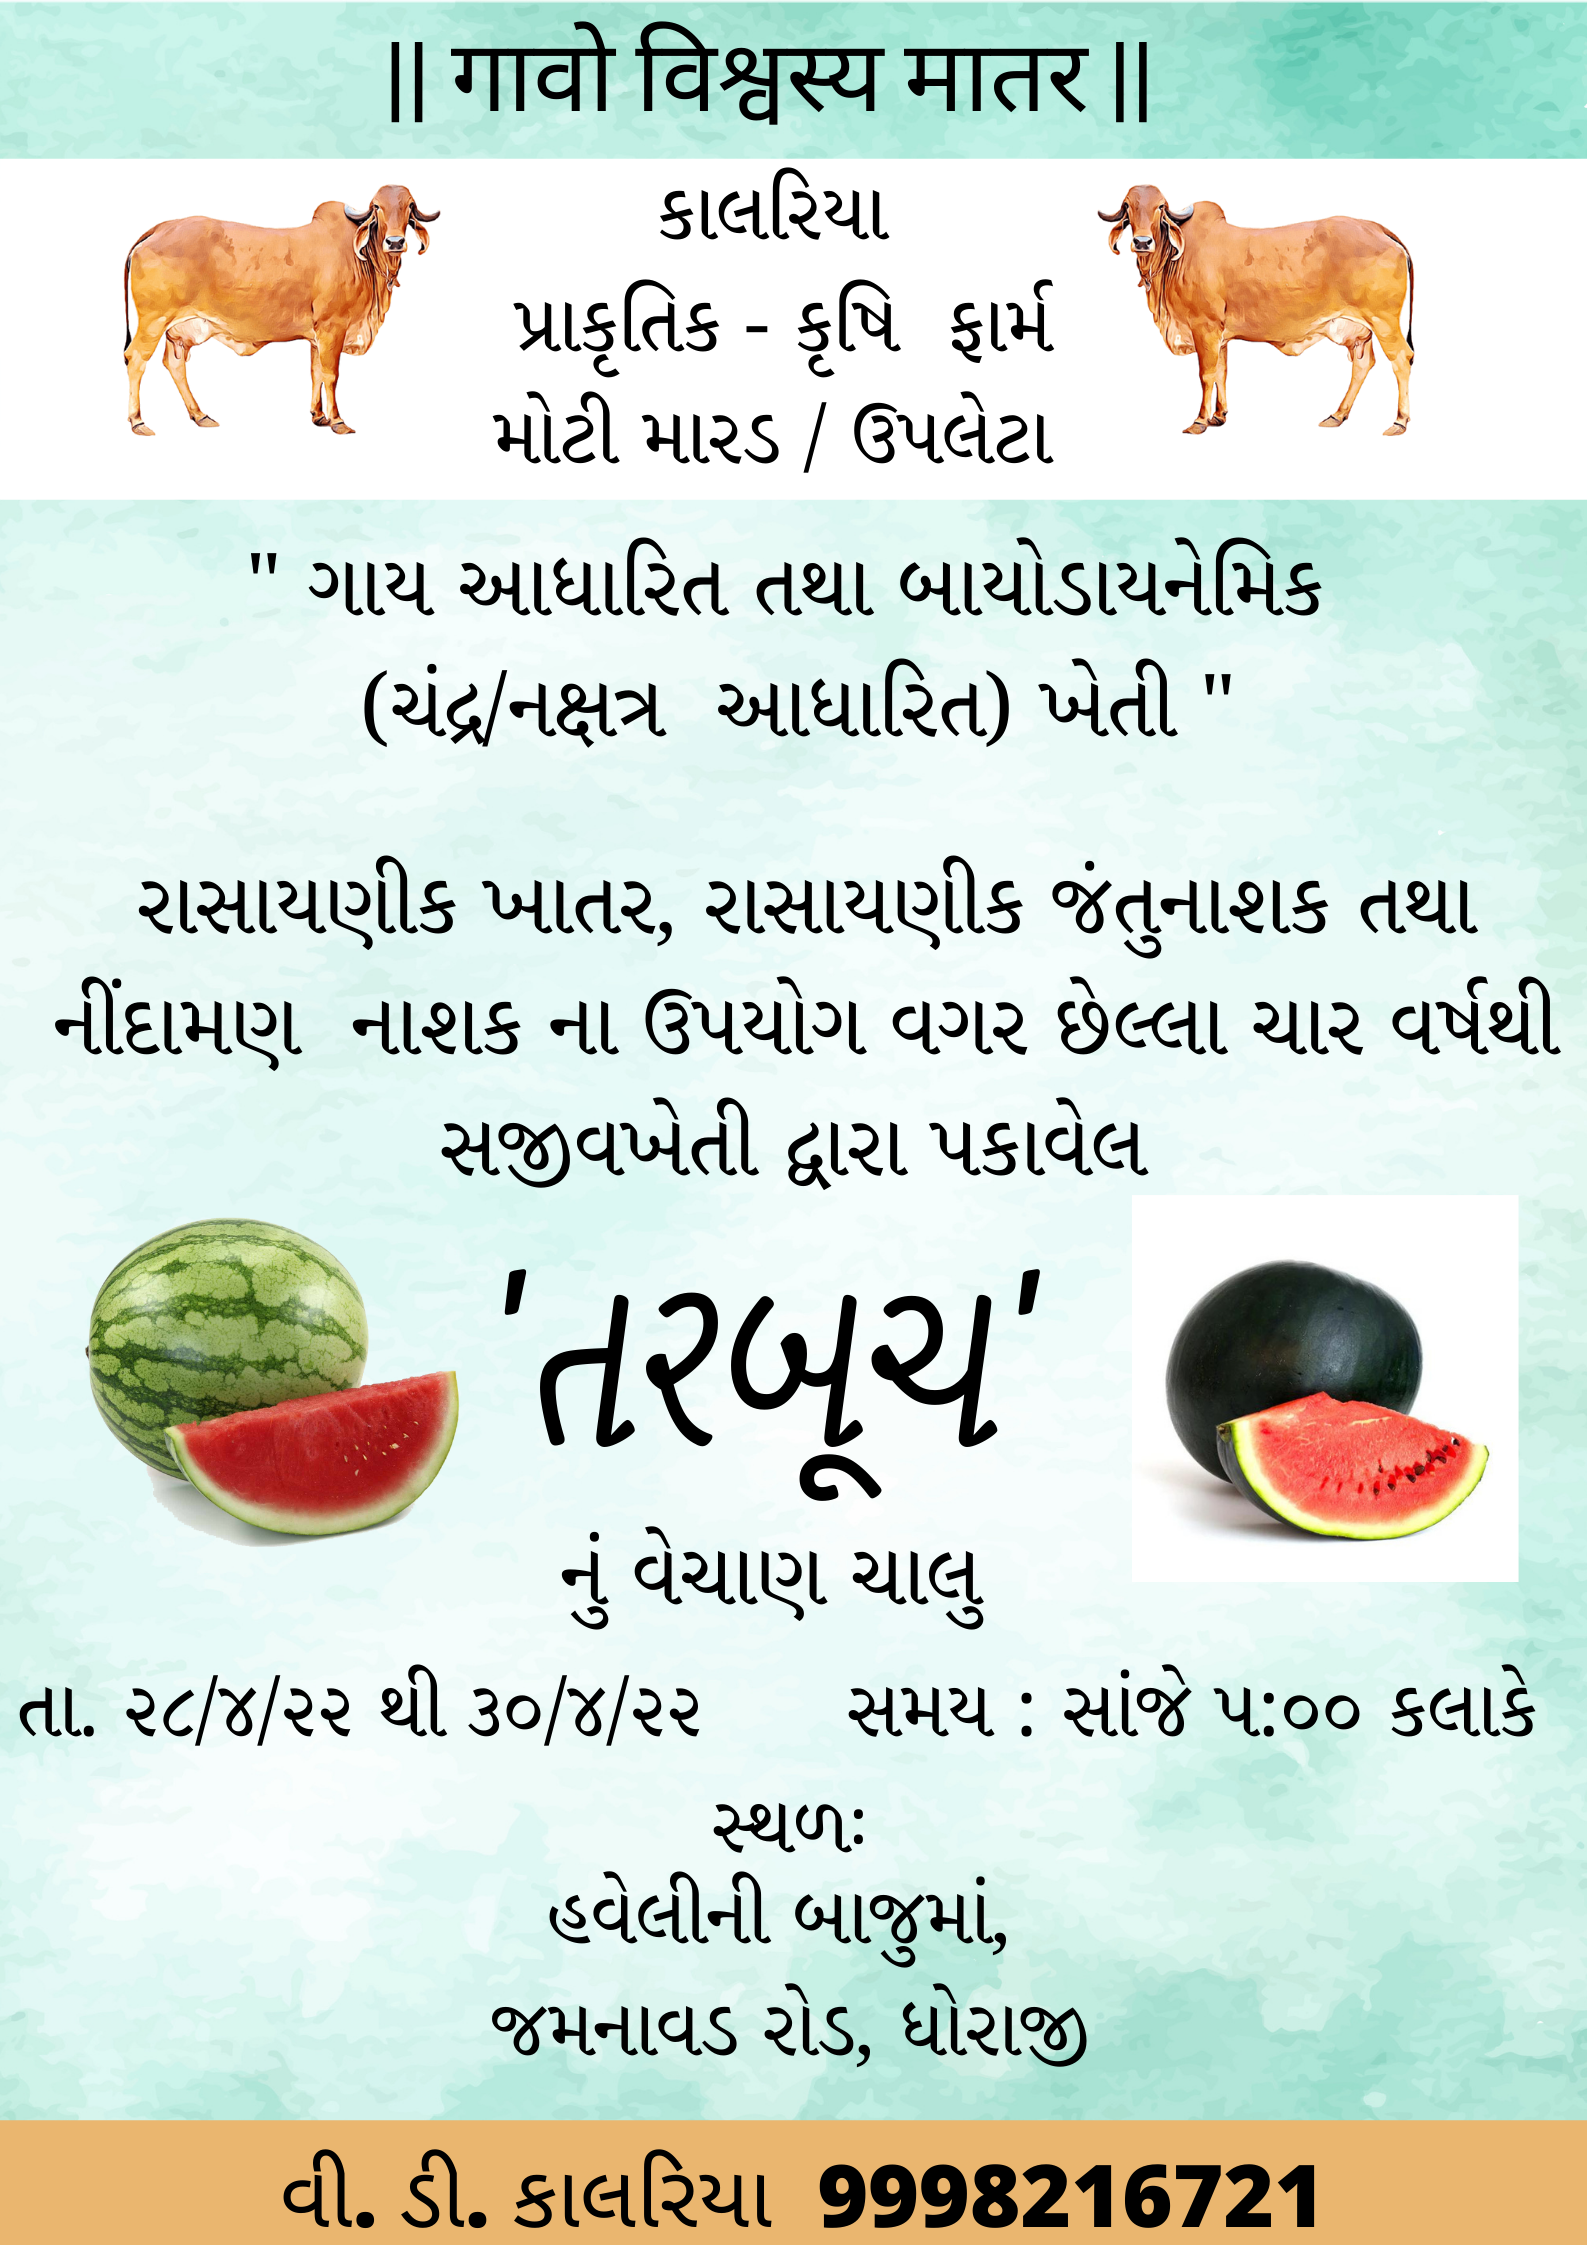 || गावो विश्वस्य मातर ||
કાલરિયા
પ્રાકૃતિક - કૃષિ ફાર્મ
મોટી મારડ / ઉપલેટા
" ગાય આધારિત તથા બાયોડાયનેમિક
(ચંદ્ર/નક્ષત્ર આધારિત) ખેતી "
રાસાયણીક ખાતર, રાસાયણીક જંતુનાશક તથા
નીંદામણ નાશક ના ઉપયોગ વગર છેલ્લા ચાર વર્ષથી
સજીવખેતી દ્વારા પકાવેલ
'તરબૂચ'
નું વેચાણ ચાલુ
તા. ૨૮/૪/૨૨ થી ૩૦/૪/૨૨ સમય : સાંજે ૫:૦૦ કલાકે
સ્થળઃ
હવેલીની બાજુમાં,
જમનાવડ રોડ, ધોરાજી
વી. ડી. કાલરિયા 9998216721